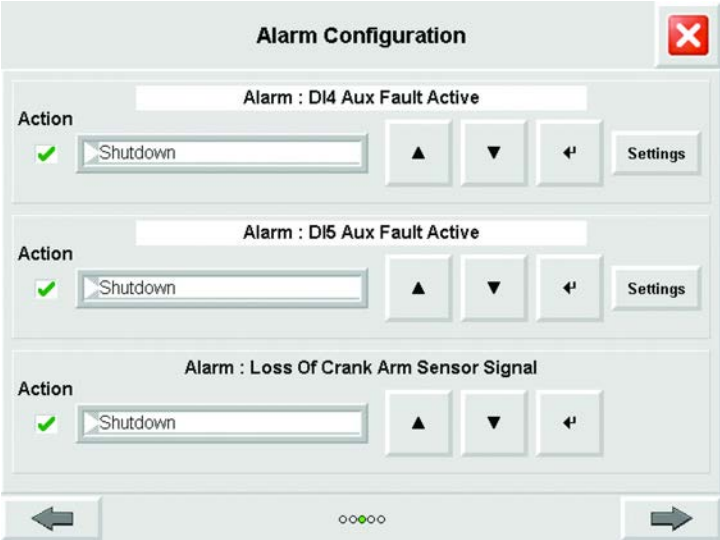 Alarm Configuration
Alarm : DI4 Aux Fault Active
Action
Shutdown
Settings
Alarm : DI5 Aux Fault Active
Action
Shutdown
Settings
Alarm : Loss Of Crank Arm Sensor Signal
Action
Shutdown